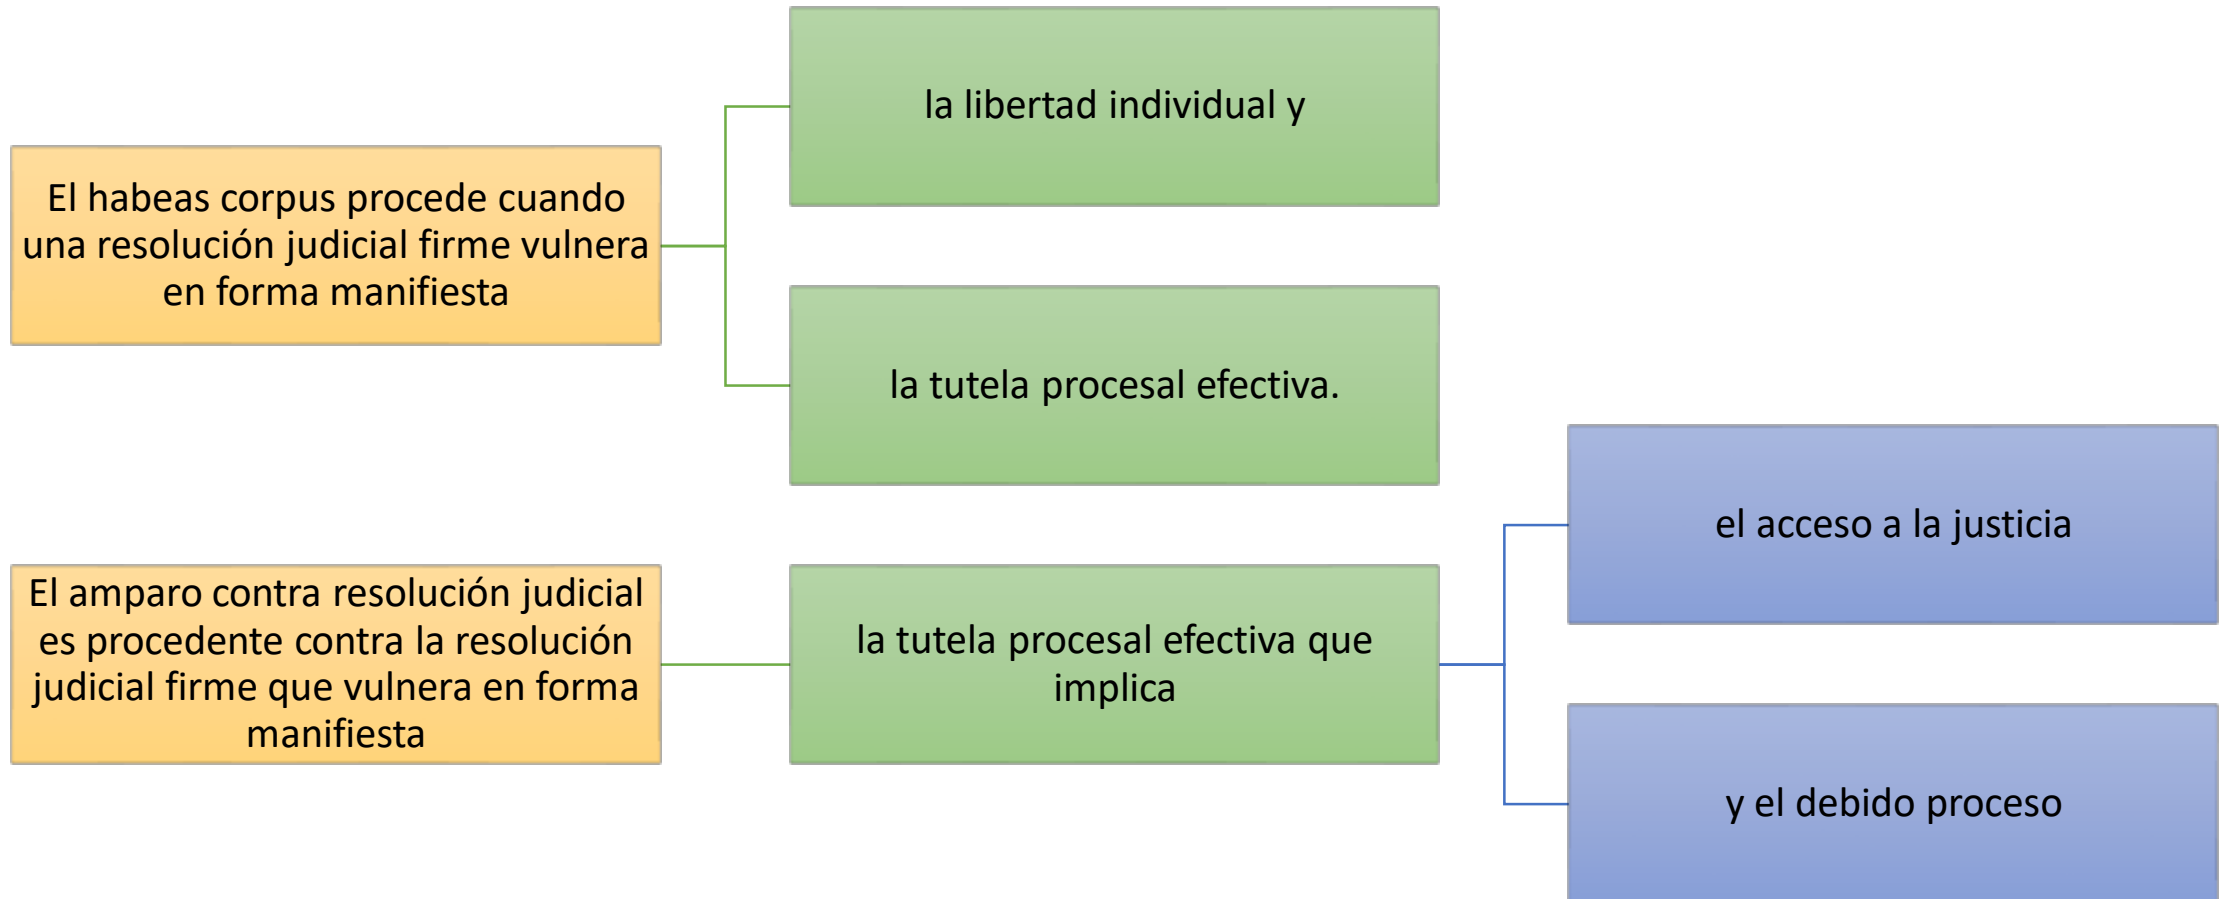 El habeas corpus procede cuando
una resolución judicial firme vulnera
en forma manifiesta
la libertad individual y
la tutela procesal efectiva.
El amparo contra resolución judicial
es procedente contra la resolución
judicial firme que vulnera en forma
manifiesta
la tutela procesal efectiva que
implica
el acceso a la justicia
y el debido proceso